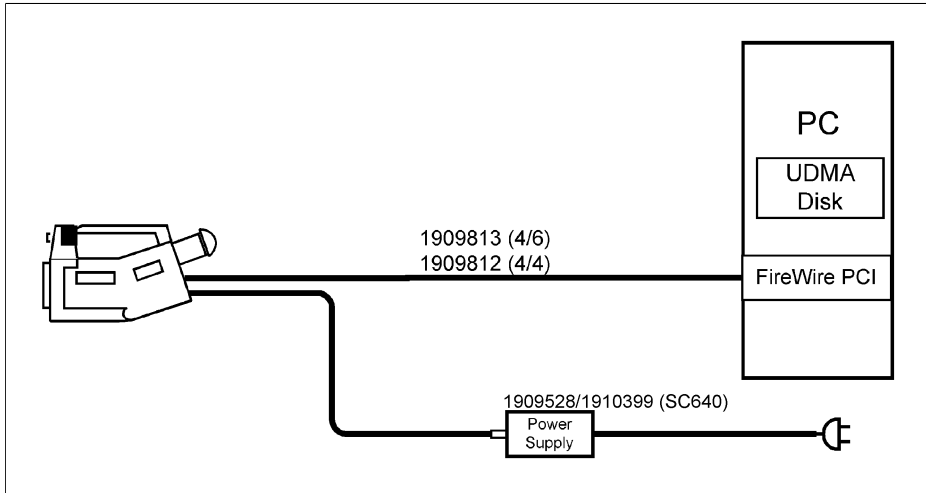 PC
UDMA
Disk
1909813 (4/6)
1909812 (4/4)
FireWire PCI
1909528/1910399 (SC640)
Power
Supply